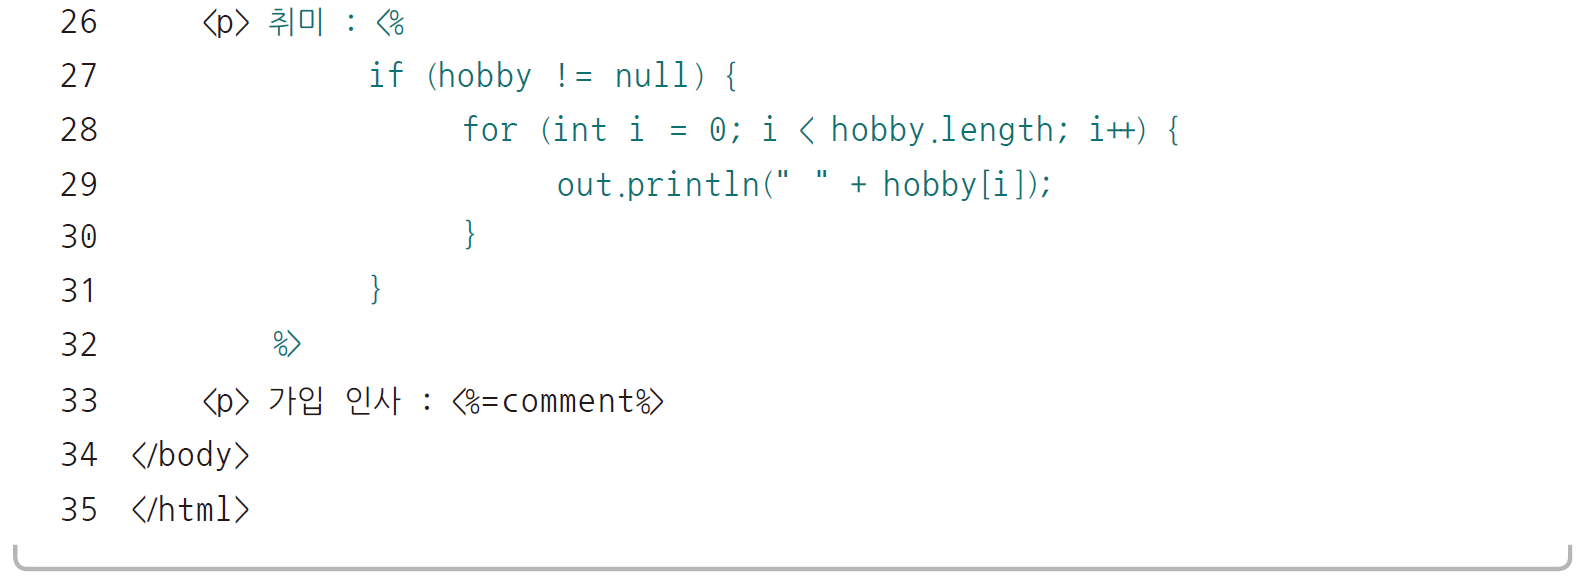 26 <p> 취미 : <%
27 if (hobby != null) {
28 for (int i = 0; i < hobby.length; i++) {
29 out.println(" " + hobby[i]);
30 }
31 }
32 %>
33 <p> 가입 인사 : <%=comment%>
34 </body>
35 </html>